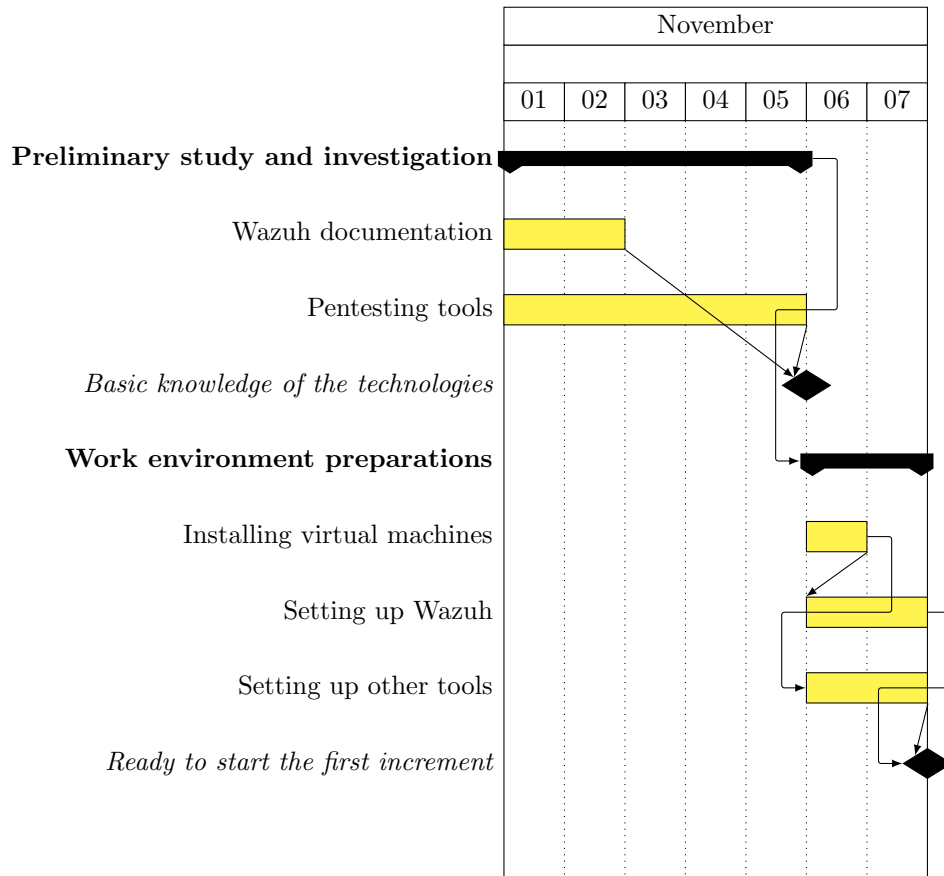 November
01 02 03 04 05 06 07
Preliminary study and investigation
Wazuh documentation
Pentesting tools
Basic knowledge of the technologies
Work environment preparations
Installing virtual machines
Setting up Wazuh
Setting up other tools
Ready to start the first increment